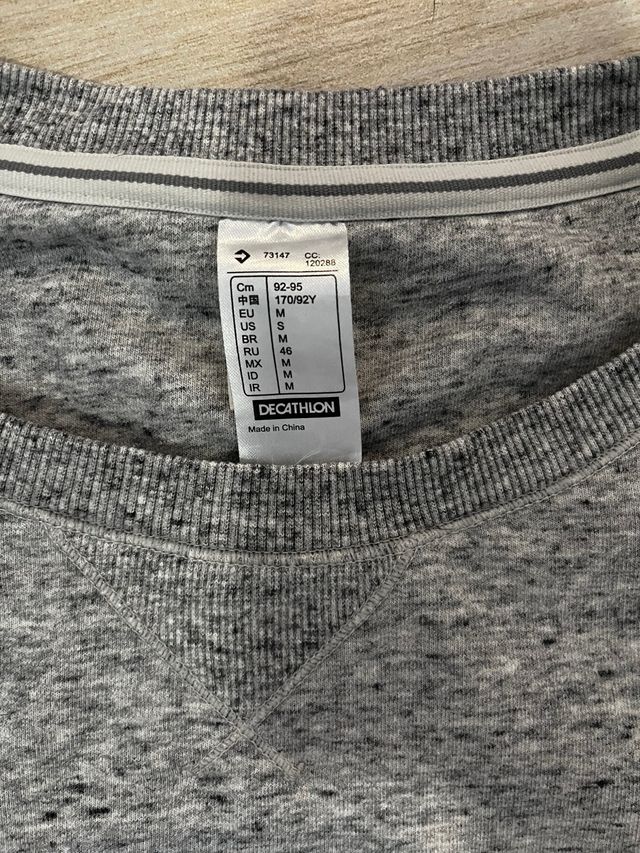 73147 CC: 120288
Cm 92-95
中国 170/92Y
EU M
US S
BR M
RU 46
MX M
ID M
IR M
DECATHLON
Made in China